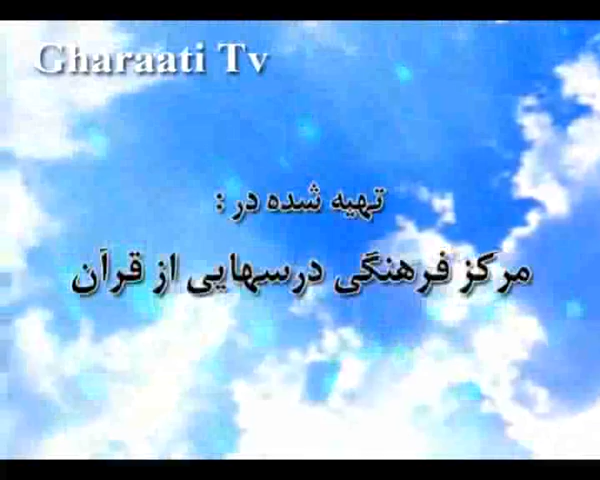 Gharaati Tv
تهیه شده در :
مرکز فرهنگی درسهایی از قرآن